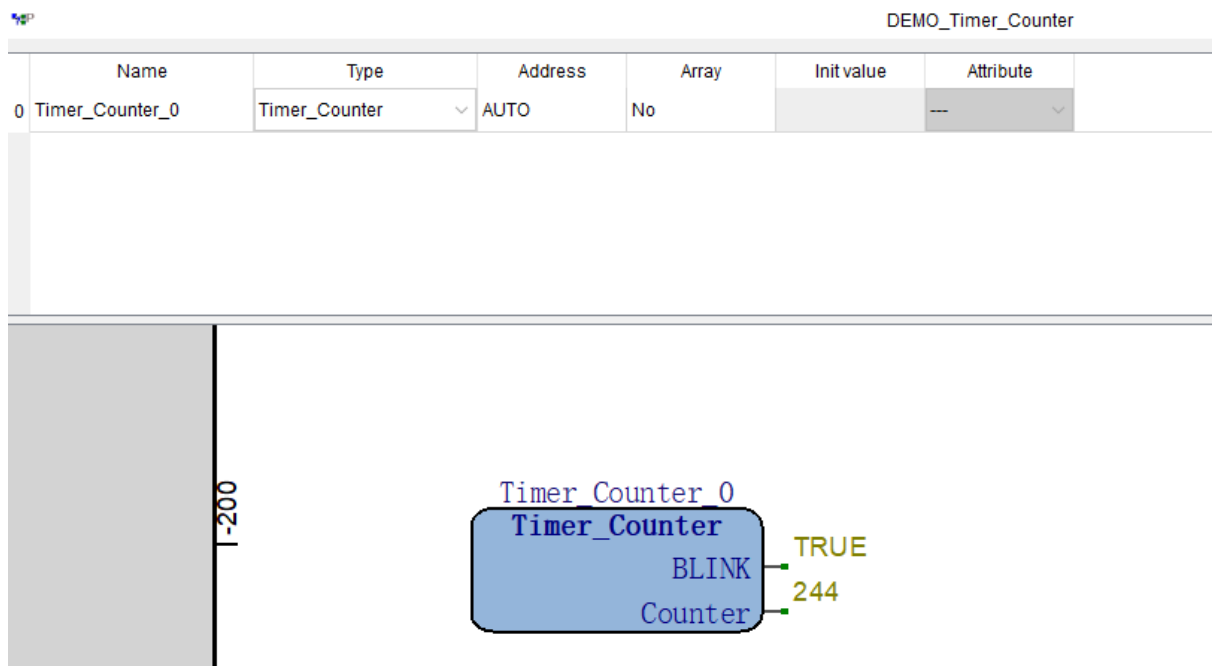 DEMO_Timer_Counter
Name Type Address Array Init value Attribute
0 Timer_Counter_0 Timer_Counter AUTO No ---
-200
Timer_Counter_0
Timer_Counter
TRUE
BLINK
244
Counter